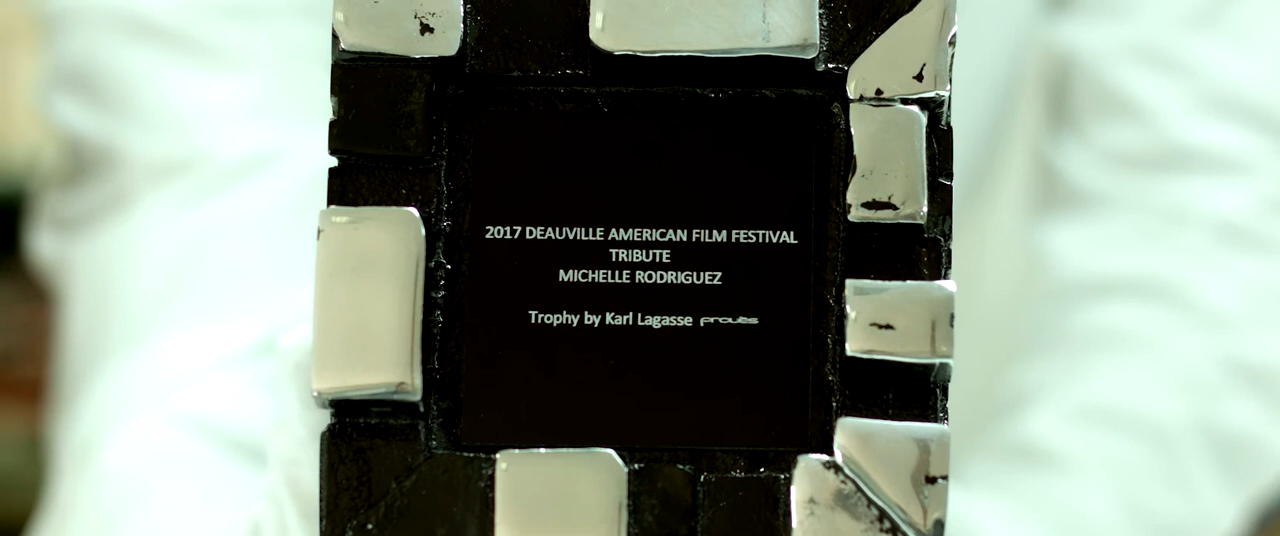 2017 DEAUVILLE AMERICAN FILM FESTIVAL
TRIBUTE
MICHELLE RODRIGUEZ
Trophy by Karl Lagasse